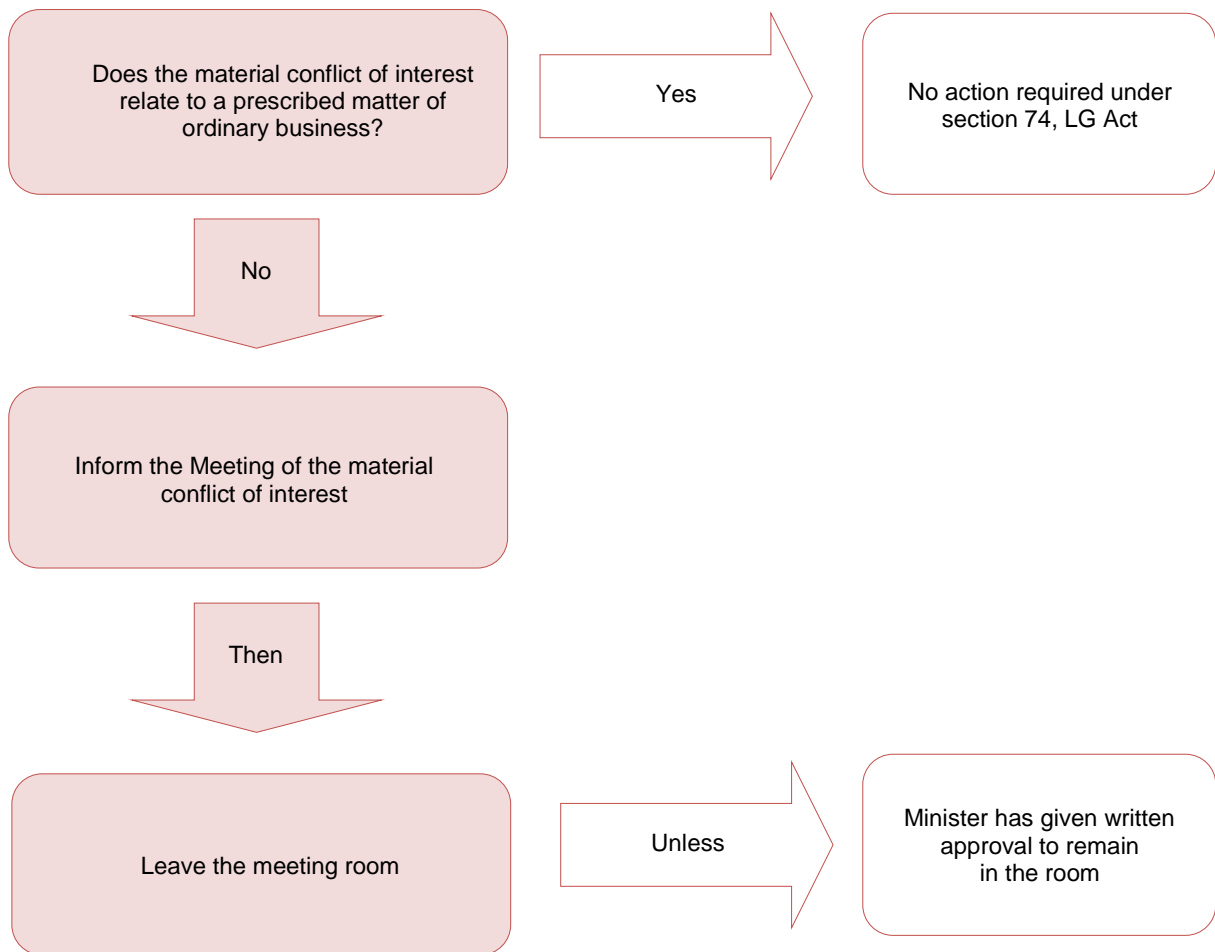 Does the material conflict of interest
relate to a prescribed matter of
ordinary business?
Yes
No action required under
section 74, LG Act
No
Inform the Meeting of the material
conflict of interest
Then
Leave the meeting room
Unless
Minister has given written
approval to remain
in the room